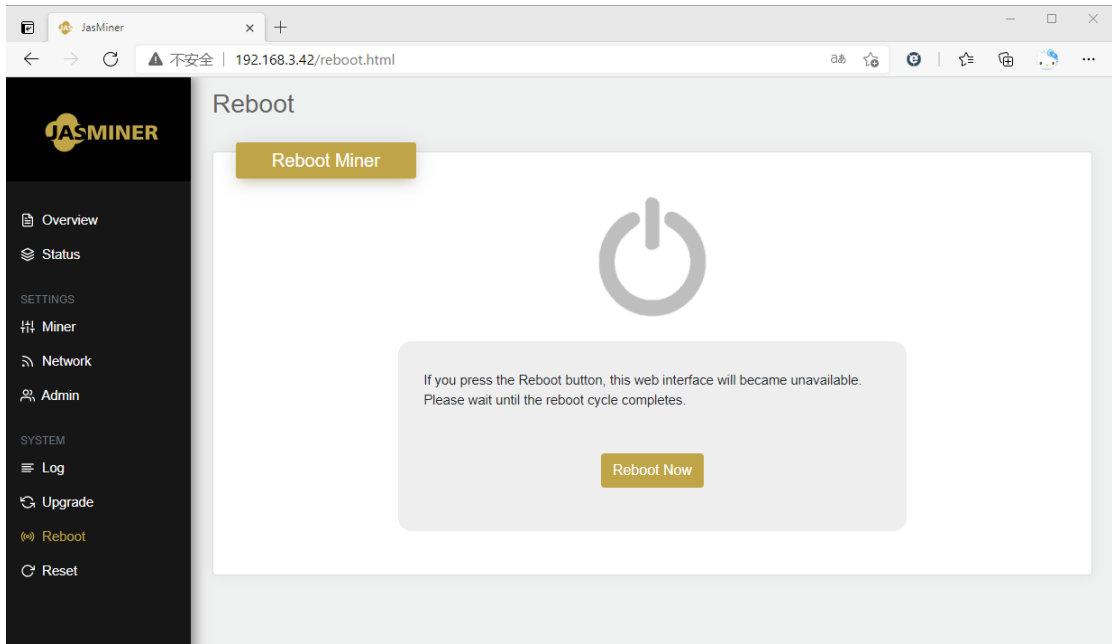 JasMiner
不安全 | 192.168.3.42/reboot.html
JASMINER
Reboot
Reboot Miner
Overview
Status
SETTINGS
Miner
Network
Admin
SYSTEM
Log
Upgrade
Reboot
Reset
If you press the Reboot button, this web interface will became unavailable.
Please wait until the reboot cycle completes.
Reboot Now